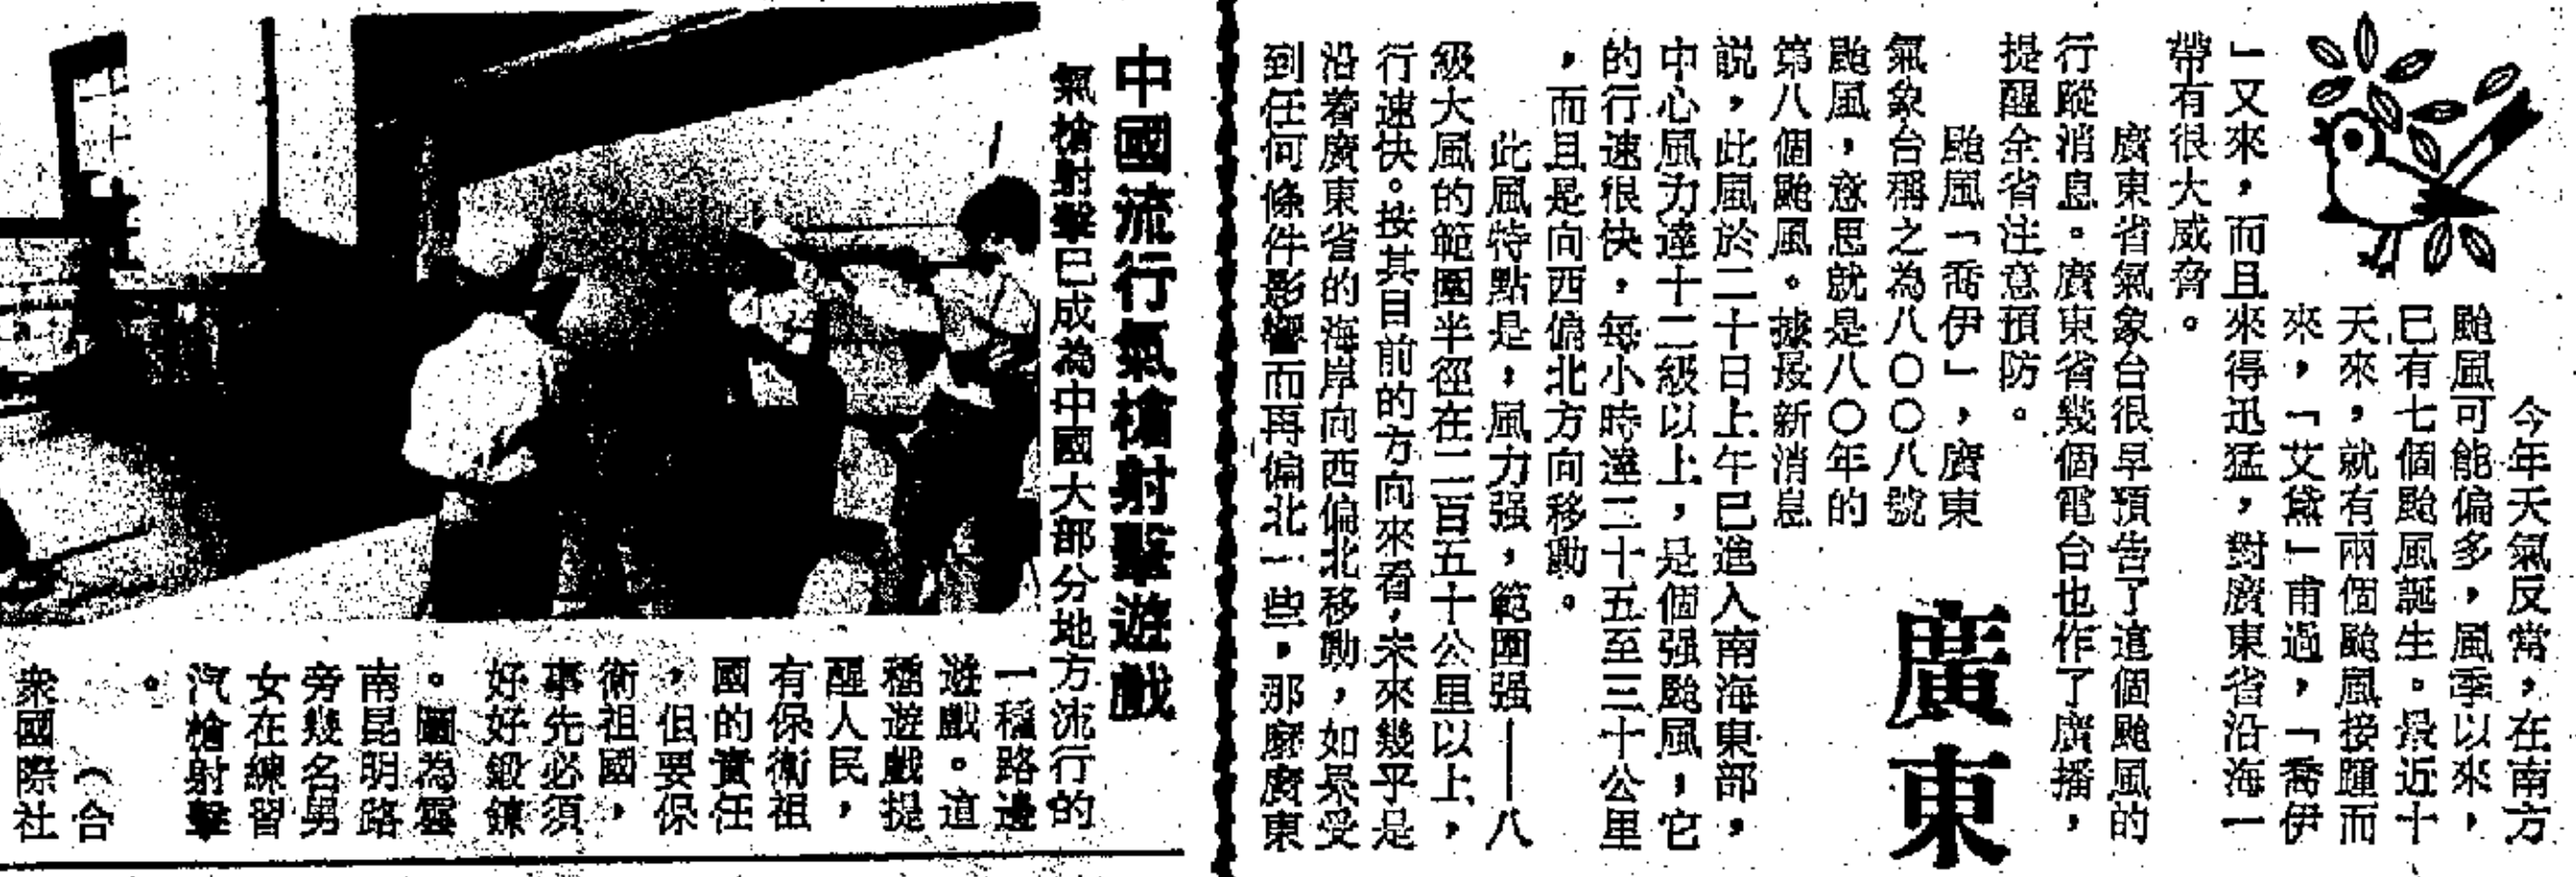 今年天氣反常，在南方
颱風可能偏多，風季以來，
已有七個颱風誕生。最近十
天來，就有兩個颱風接踵而
來，「艾黛」甫過，「喬伊
」又來，而且來得迅猛，對廣東省沿海一
帶有很大威脅。
廣東省氣象台很早預告了這個颱風的
行蹤消息。廣東省幾個電台也作了廣播，
提醒全省注意預防。
颱風「喬伊」，廣東
氣象台稱之為八〇〇八號
颱風，意思就是八〇年的
第八個颱風。據最新消息
說，此風於二十日上午已進入南海東部，
中心風力達十二級以上，是個强颱風，它
的行速很快，每小時達二十五至三十公里
，而且是向西偏北方向移動。
此風特點是，風力强，範圍强——八
級大風的範圍半徑在二百五十公里以上，
行速快。按其目前的方向來看，未來幾乎是
沿着廣東省的海岸向西偏北移動，如果受
到任何條件影響而再偏北一些，那麼廣東
廣東
中國流行氣槍射擊遊戲
氣槍射擊已成為中國大部分地方流行的
一種路邊
遊戲。這
種遊戲提
醒人民，
有保衛祖
國的責任
，但要保
衛祖國，
事先必須
好好鍛鍊
。圖為雲
南昆明路
旁幾名男
女在練習
汽槍射擊
。
（合
衆國際社